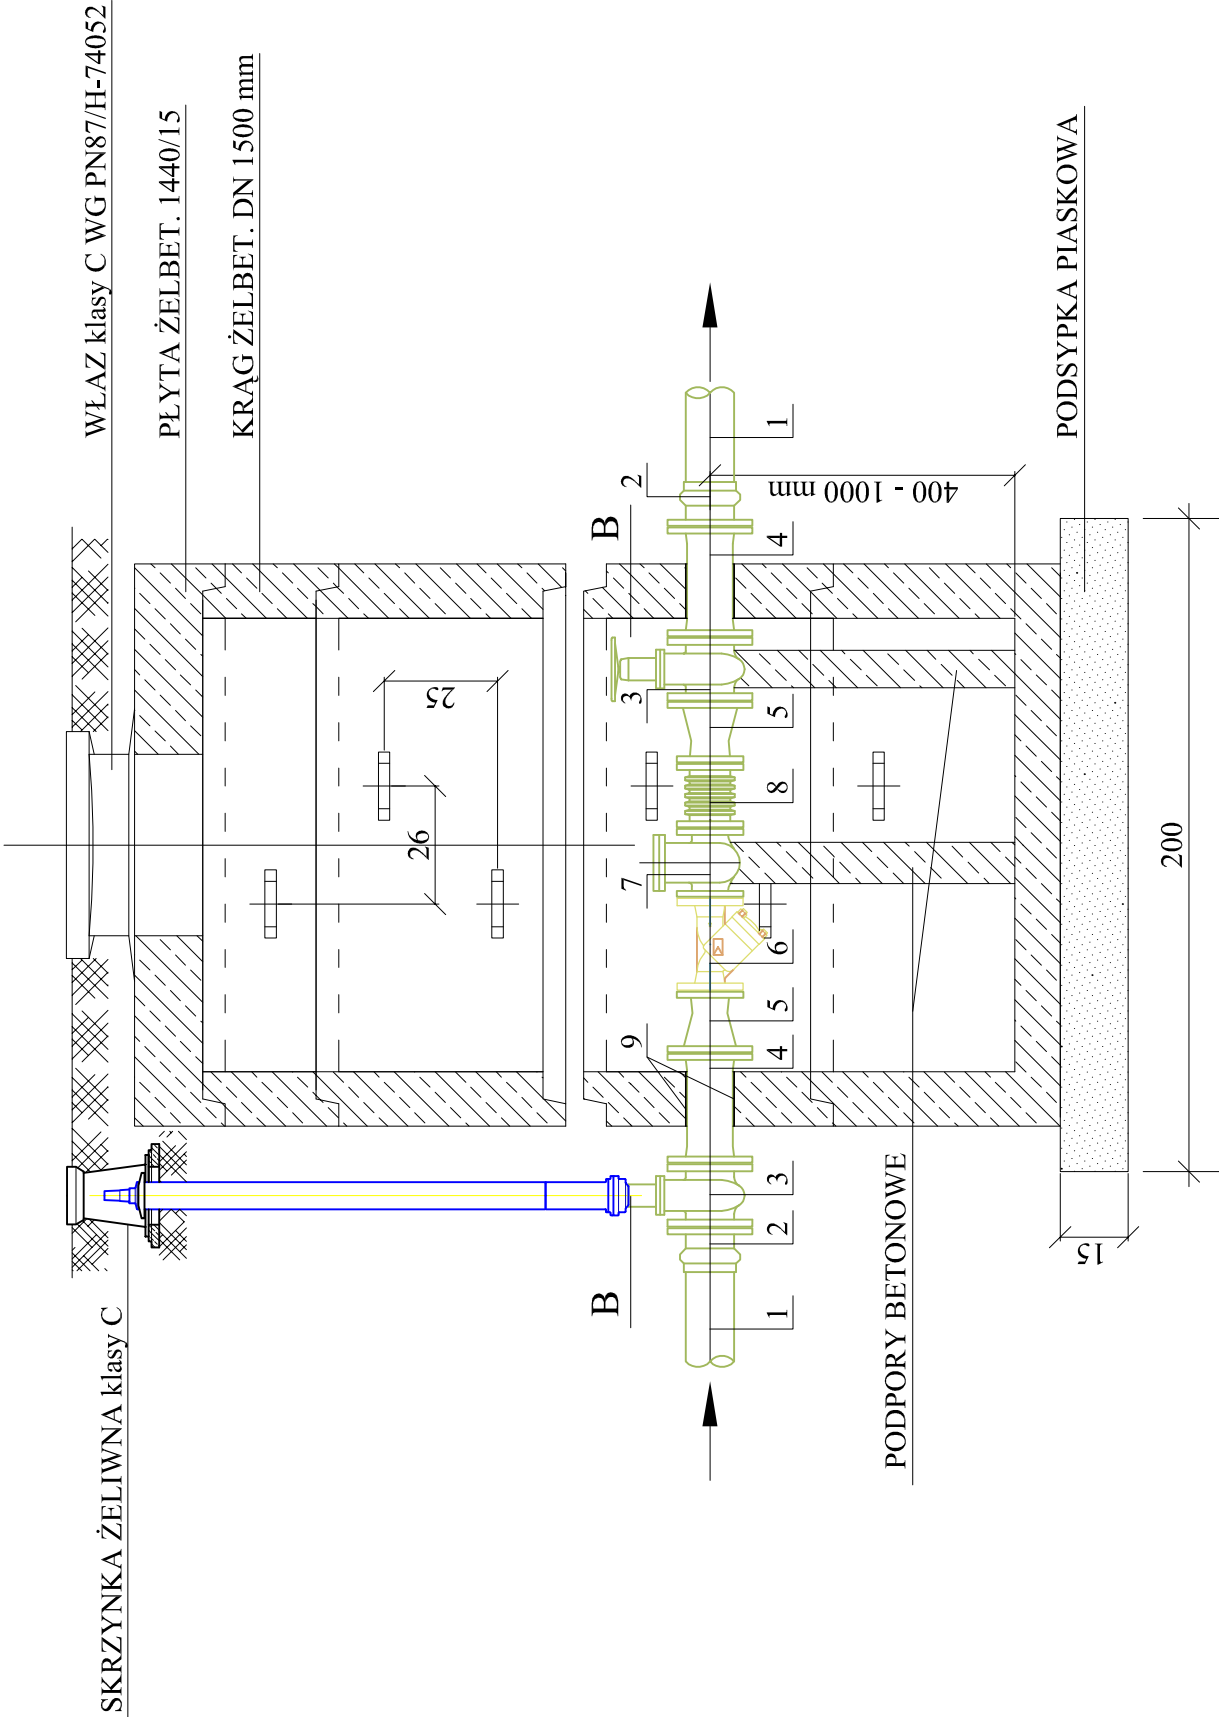 WŁAZ klasy C WG PN87/H-74052
PŁYTA ŻELBET. 1440/15
KRĄG ŻELBET. DN 1500 mm
SKRZYNKA ŻELIWNA klasy C
25
26
B
B
2
3
7
9
1
4
5
8
6
5
4
3
2
1
400 - 1000 mm
PODSYPKA PIASKOWA
PODPORY BETONOWE
200
15